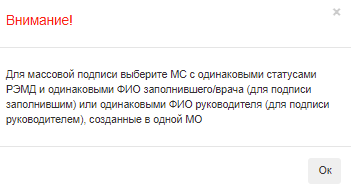 Внимание!
×
Для массовой подписи выберите МС с одинаковыми статусами
РЭМД и одинаковыми ФИО заполнившего/врача (для подписи
заполнившим) или одинаковыми ФИО руководителя (для подписи
руководителем), созданные в одной МО
Ок